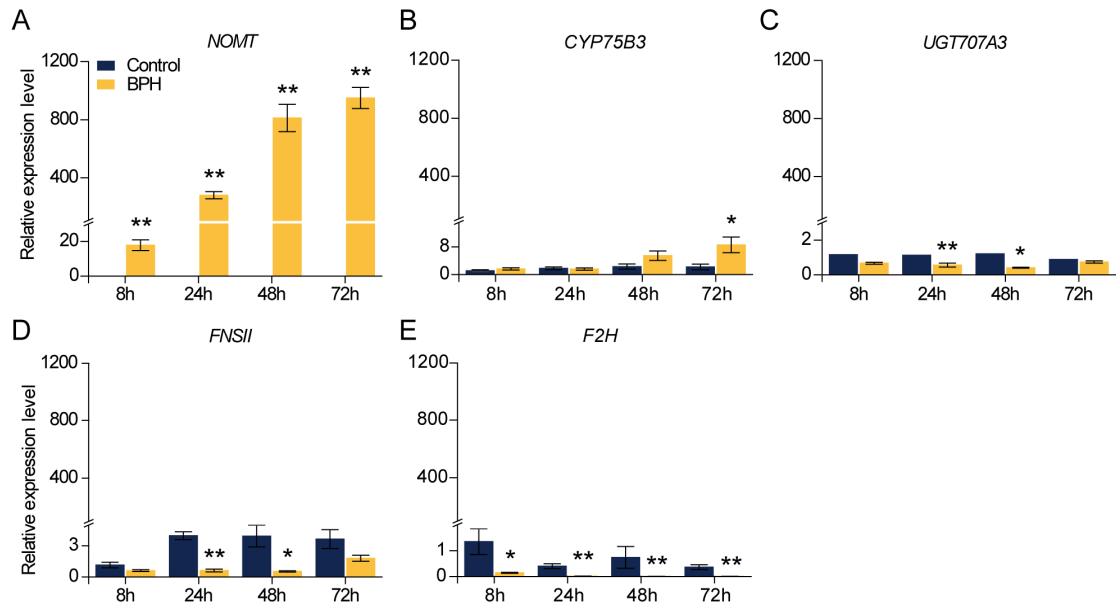 A
NOMT
Relative expression level
1200
800
400
20
0
Control
BPH
**
**
**
**
8h 24h 48h 72h
B
CYP75B3
1200
800
400
8
0
*
8h 24h 48h 72h
C
UGT707A3
1200
800
400
2
0
**
*
8h 24h 48h 72h
D
FNSII
Relative expression level
1200
800
400
3
0
**
*
8h 24h 48h 72h
E
F2H
1200
800
400
1
0
*
**
**
**
8h 24h 48h 72h